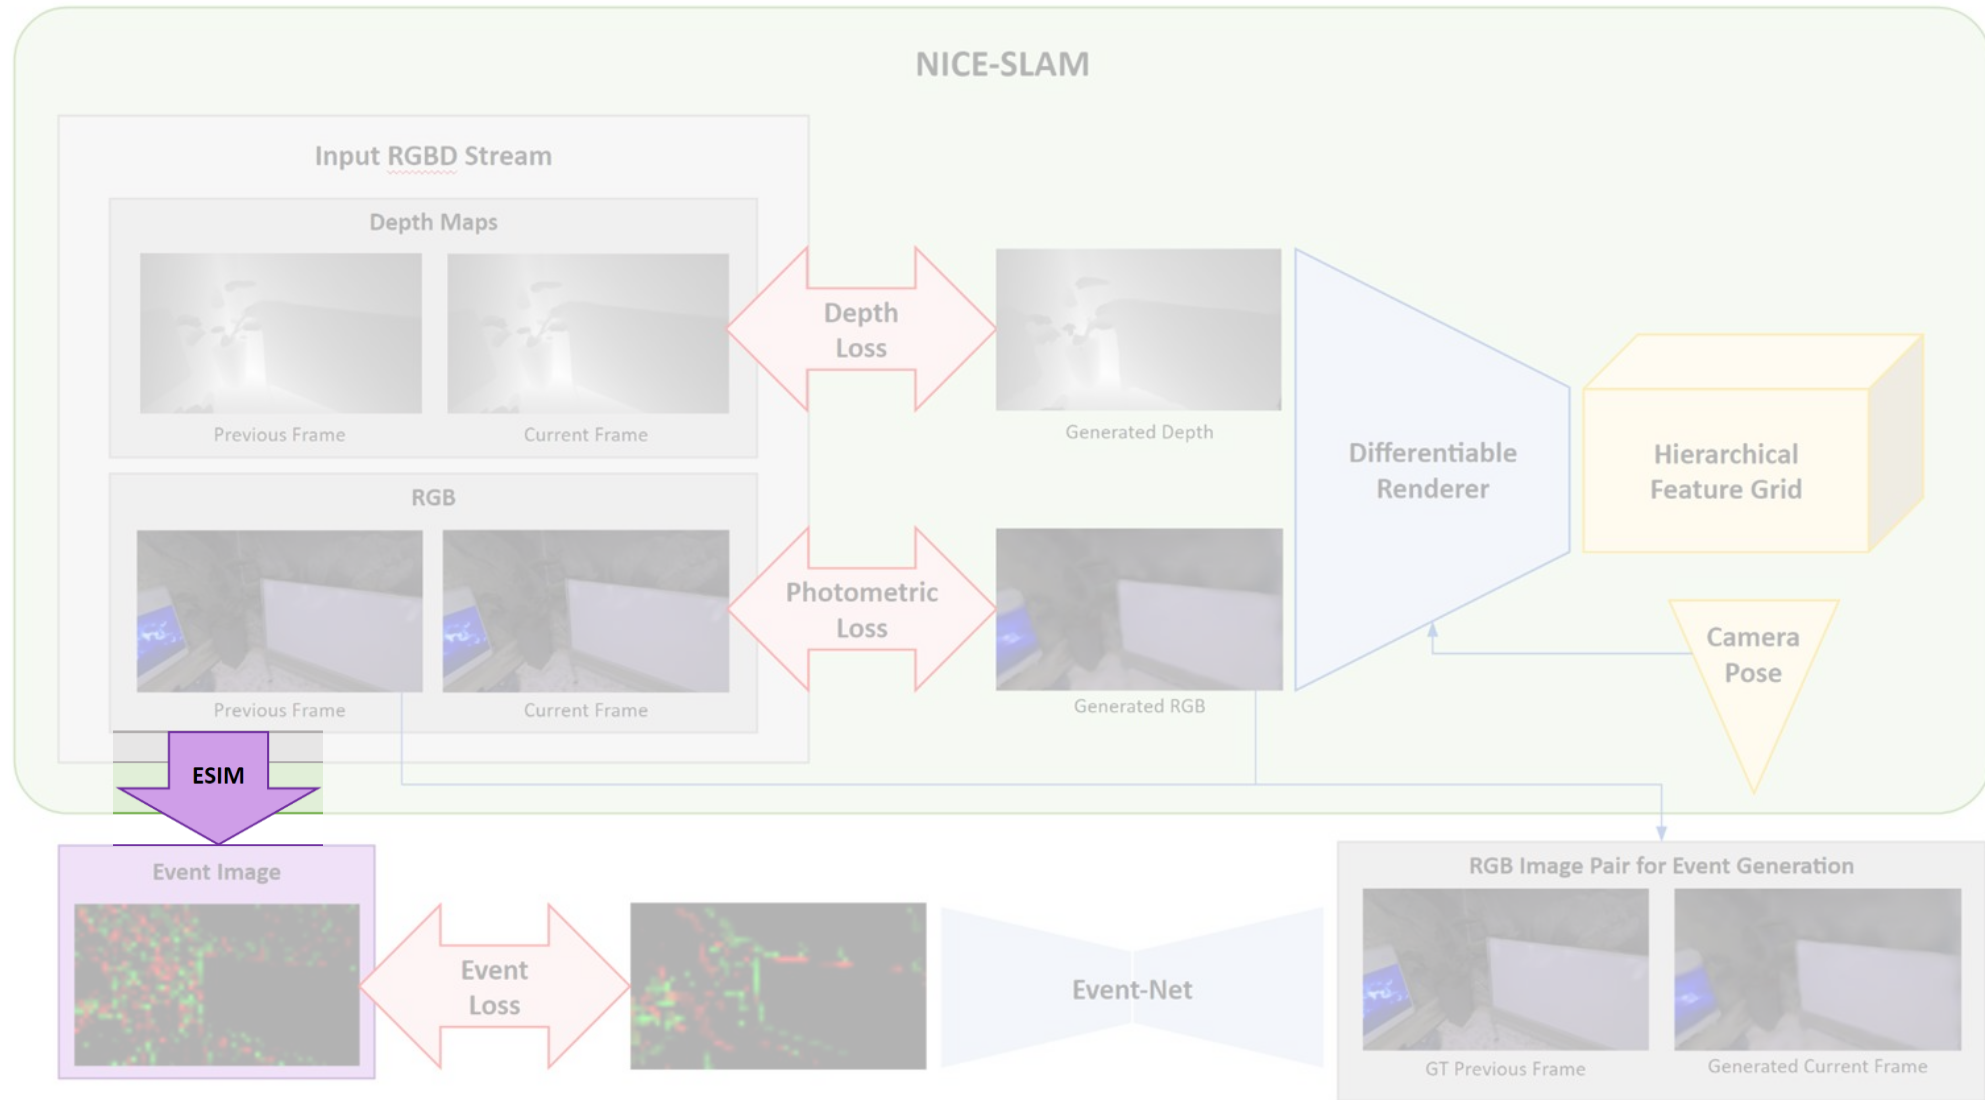 NICE-SLAM
Input RGBD Stream
Depth Maps
Previous Frame
Current Frame
Depth
Loss
Generated Depth
Differentiable
Renderer
Hierarchical
Feature Grid
RGB
Previous Frame
Current Frame
Photometric
Loss
Generated RGB
Camera
Pose
ESIM
Event Image
Event
Loss
Event-Net
RGB Image Pair for Event Generation
GT Previous Frame
Generated Current Frame